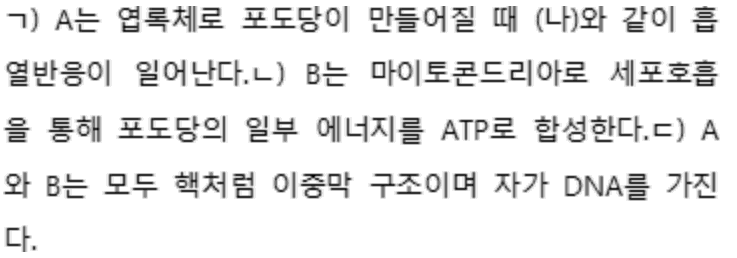 ㄱ) A는 엽록체로 포도당이 만들어질 때 (나)와 같이 흡
열반응이 일어난다.ㄴ) B는 마이토콘드리아로 세포호흡
을 통해 포도당의 일부 에너지를 ATP로 합성한다.ㄷ) A
와 B는 모두 핵처럼 이중막 구조이며 자가 DNA를 가진
다.